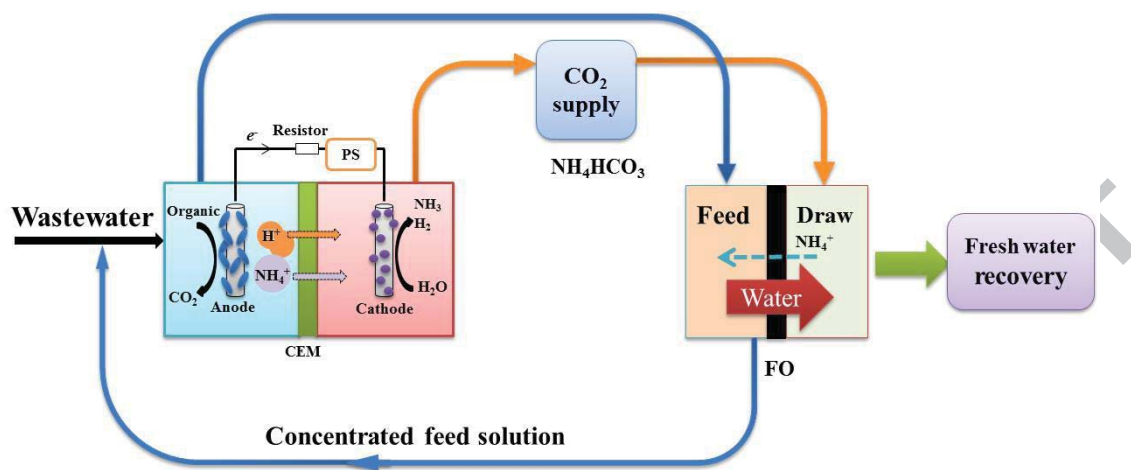 CO₂
supply
NH₄HCO₃
e⁻
Resistor
PS
Wastewater
Organic
CO₂
Anode
H⁺
NH₄⁺
CEM
NH₃
H₂
H₂O
Cathode
Feed
Draw
NH₄⁺
Water
FO
Fresh water
recovery
Concentrated feed solution